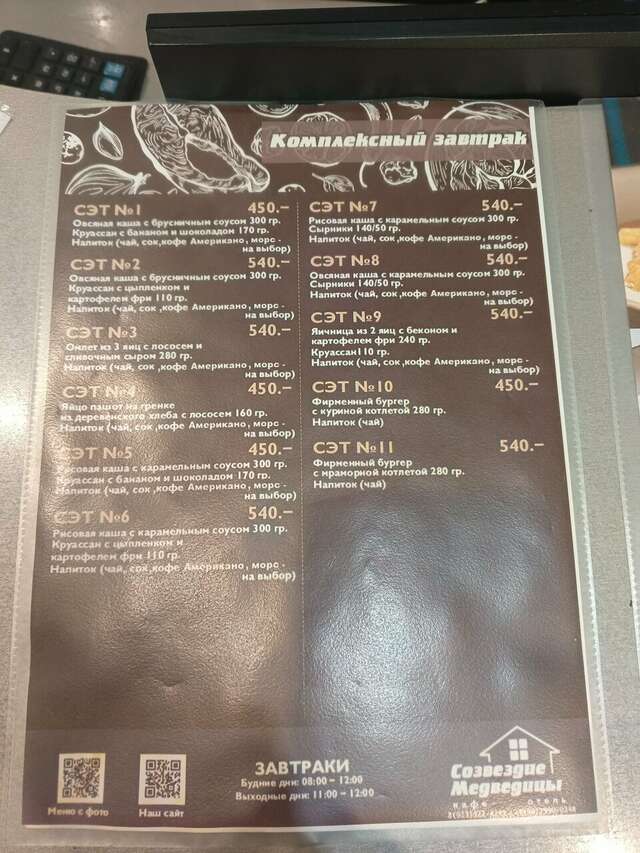 Комплексный завтрак
СЭТ №1 450.–
Овсяная каша с брусничным соусом 300 гр.
Круассан с бананом и шоколадом 170 гр.
Напиток (чай, сок,кофе Американо, морс -
на выбор)
СЭТ №2 540.–
Овсяная каша с брусничным соусом 300 гр.
Круассан с цыпленком и
картофелем фри 110 гр.
Напиток (чай, сок,кофе Американо, морс -
на выбор)
СЭТ №3 540.–
Омлет из 3 яиц с лососем и
сливочным сыром 280 гр.
Напиток (чай, сок,кофе Американо, морс -
на выбор)
СЭТ №4 450.–
Яйцо пашот на гренке
из деревенского хлеба с лососем 160 гр.
Напиток (чай, сок,кофе Американо, морс -
на выбор)
СЭТ №5 450.–
Рисовая каша с карамельным соусом 300 гр.
Круассан с бананом и шоколадом 170 гр.
Напиток (чай, сок ,кофе Американо, морс -
на выбор)
СЭТ №6 540.–
Рисовая каша с карамельным соусом 300 гр.
Круассан с цыпленком и
картофелем фри 110 гр.
Напиток (чай, сок,кофе Американо, морс -
на выбор)
СЭТ №7 540.–
Рисовая каша с карамельным соусом 300 гр.
Сырники 140/50 гр.
Напиток (чай, сок,кофе Американо, морс -
на выбор)
СЭТ №8 540.–
Овсяная каша с карамельным соусом 300 гр.
Сырники 140/50 гр.
Напиток (чай, сок,кофе Американо, морс -
на выбор)
СЭТ №9 540.–
Яичница из 2 яиц с беконом и
картофелем фри 240 гр.
Круассан110 гр.
Напиток (чай, сок,кофе Американо, морс -
на выбор)
СЭТ №10 450.–
Фирменный бургер
с куриной котлетой 280 гр.
Напиток (чай)
СЭТ №11 540.–
Фирменный бургер
с мраморной котлетой 280 гр.
Напиток (чай)
Меню с фото
Наш сайт
ЗАВТРАКИ
Будние дни: 08:00 – 12:00
Выходные дни: 11:00 – 12:00
Созвездие
Медведицы
кафе отель